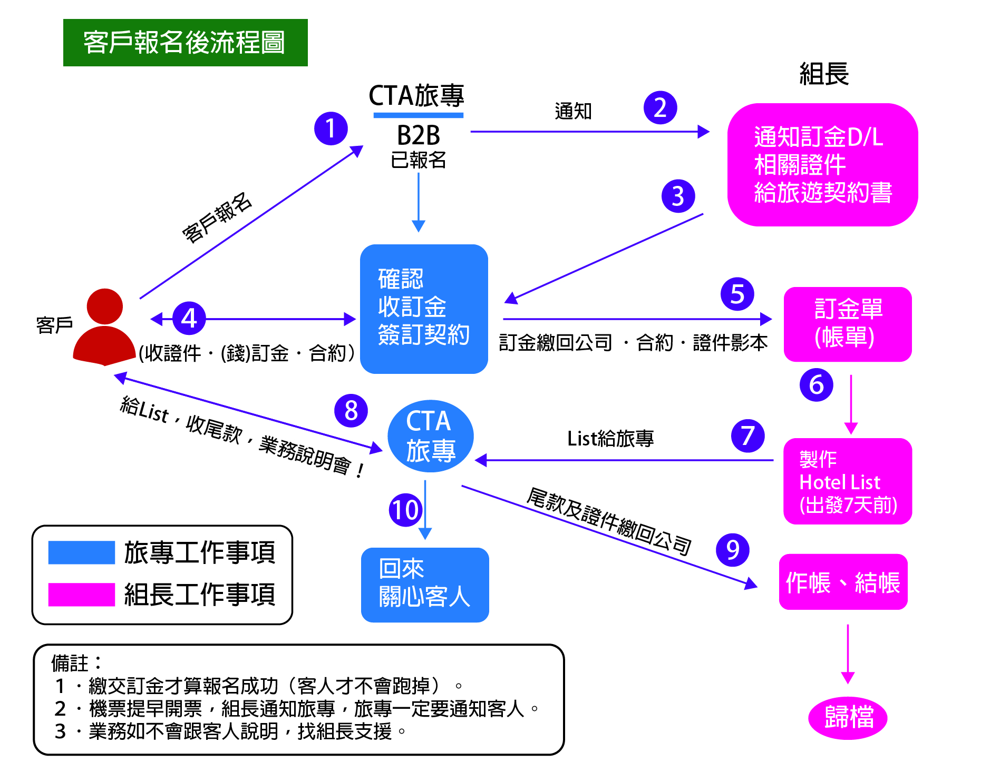 客戶報名後流程圖
組長
CTA旅專
B2B
已報名
1
通知
2
通知訂金D/L
相關證件
給旅遊契約書
3
客戶報名
確認
收訂金
簽訂契約
客戶
4
(收證件．(錢)訂金．合約）
5
訂金繳回公司 ．合約．證件影本
訂金單
(帳單)
6
給List，收尾款，業務說明會！
8
CTA
旅專
List給旅專
7
製作
Hotel List
(出發7天前)
10
尾款及證件繳回公司
9
回來
關心客人
作帳、結帳
歸檔
旅專工作事項
組長工作事項
備註：
1．繳交訂金才算報名成功（客人才不會跑掉）。
2．機票提早開票，組長通知旅專，旅專一定要通知客人。
3．業務如不會跟客人說明，找組長支援。